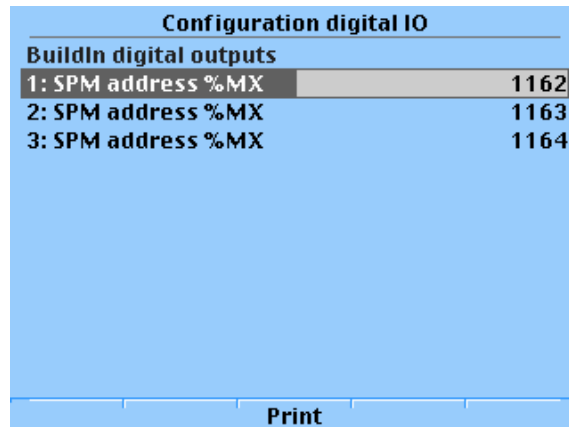 Configuration digital IO
BuildIn digital outputs
1: SPM address %MX 1162
2: SPM address %MX 1163
3: SPM address %MX 1164
Print